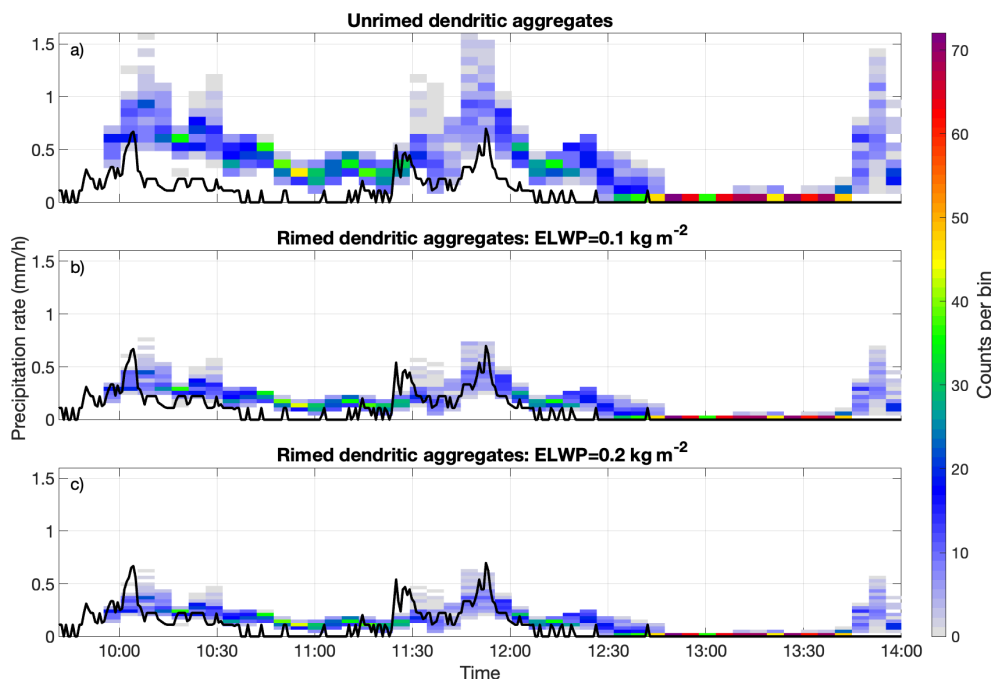 Unrimed dendritic aggregates
a)
1.5
1
0.5
0
Rimed dendritic aggregates: ELWP=0.1 kg m⁻²
b)
1.5
1
0.5
0
Rimed dendritic aggregates: ELWP=0.2 kg m⁻²
c)
1.5
1
0.5
0
10:00 10:30 11:00 11:30 12:00 12:30 13:00 13:30 14:00
Time
Precipitation rate (mm/h)
70
60
50
40
30
20
10
0
Counts per bin